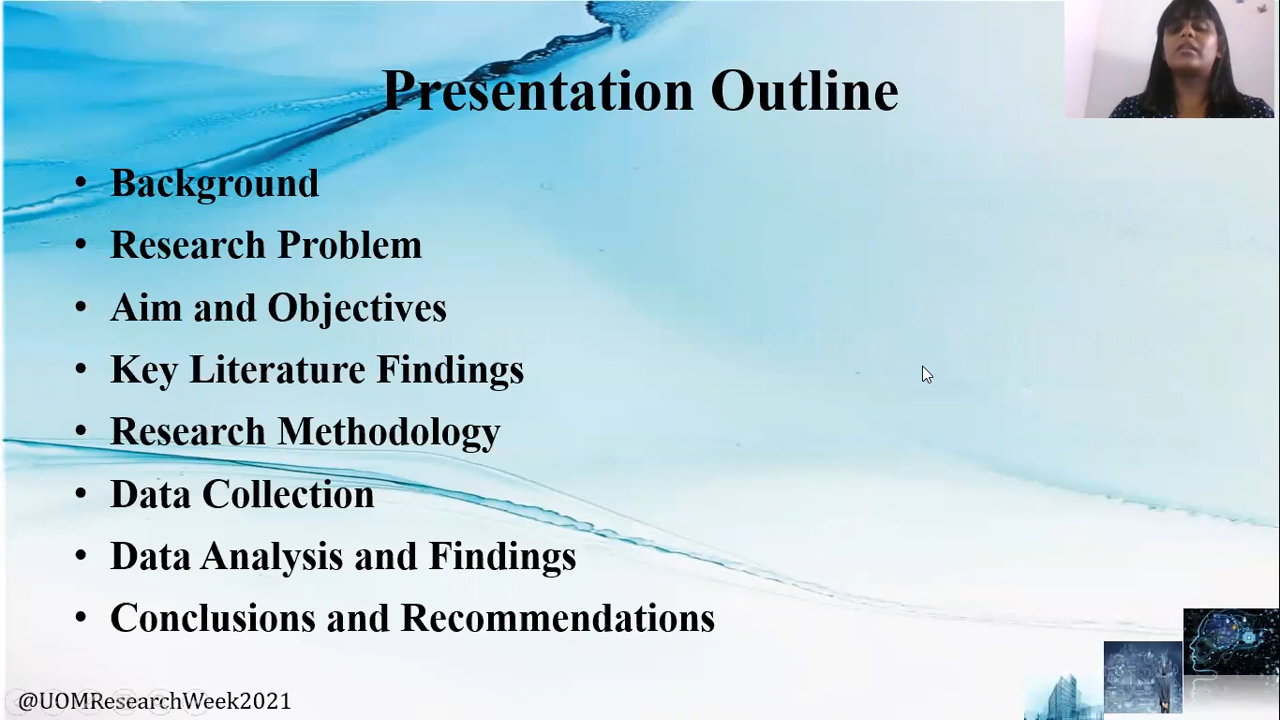 Presentation Outline
• Background
• Research Problem
• Aim and Objectives
• Key Literature Findings
• Research Methodology
• Data Collection
• Data Analysis and Findings
• Conclusions and Recommendations
@UOMResearchWeek2021